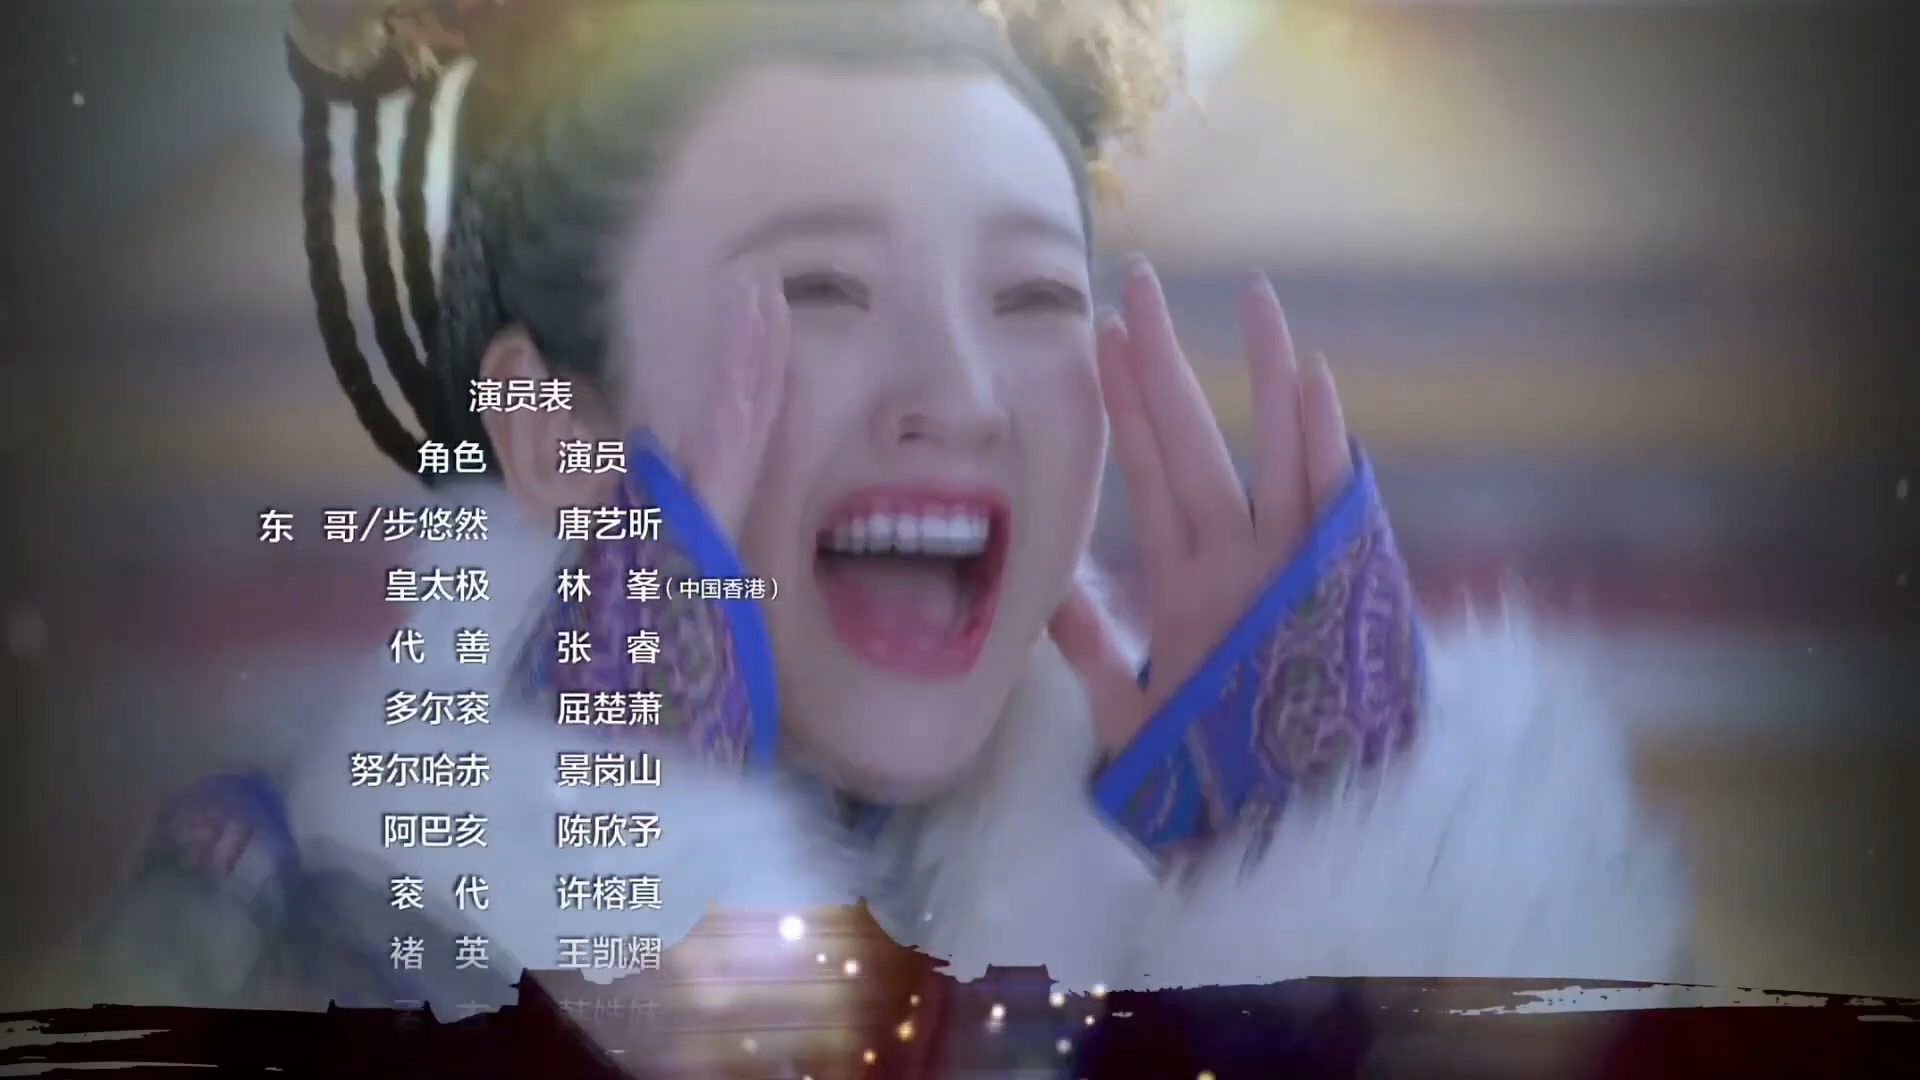 演员表
角色 演员
东 哥/步悠然 唐艺昕
皇太极 林 峯（中国香港）
代 善 张 睿
多尔衮 屈楚萧
努尔哈赤 景岗山
阿巴亥 陈欣予
衮 代 许榕真
褚 英 王凯熠